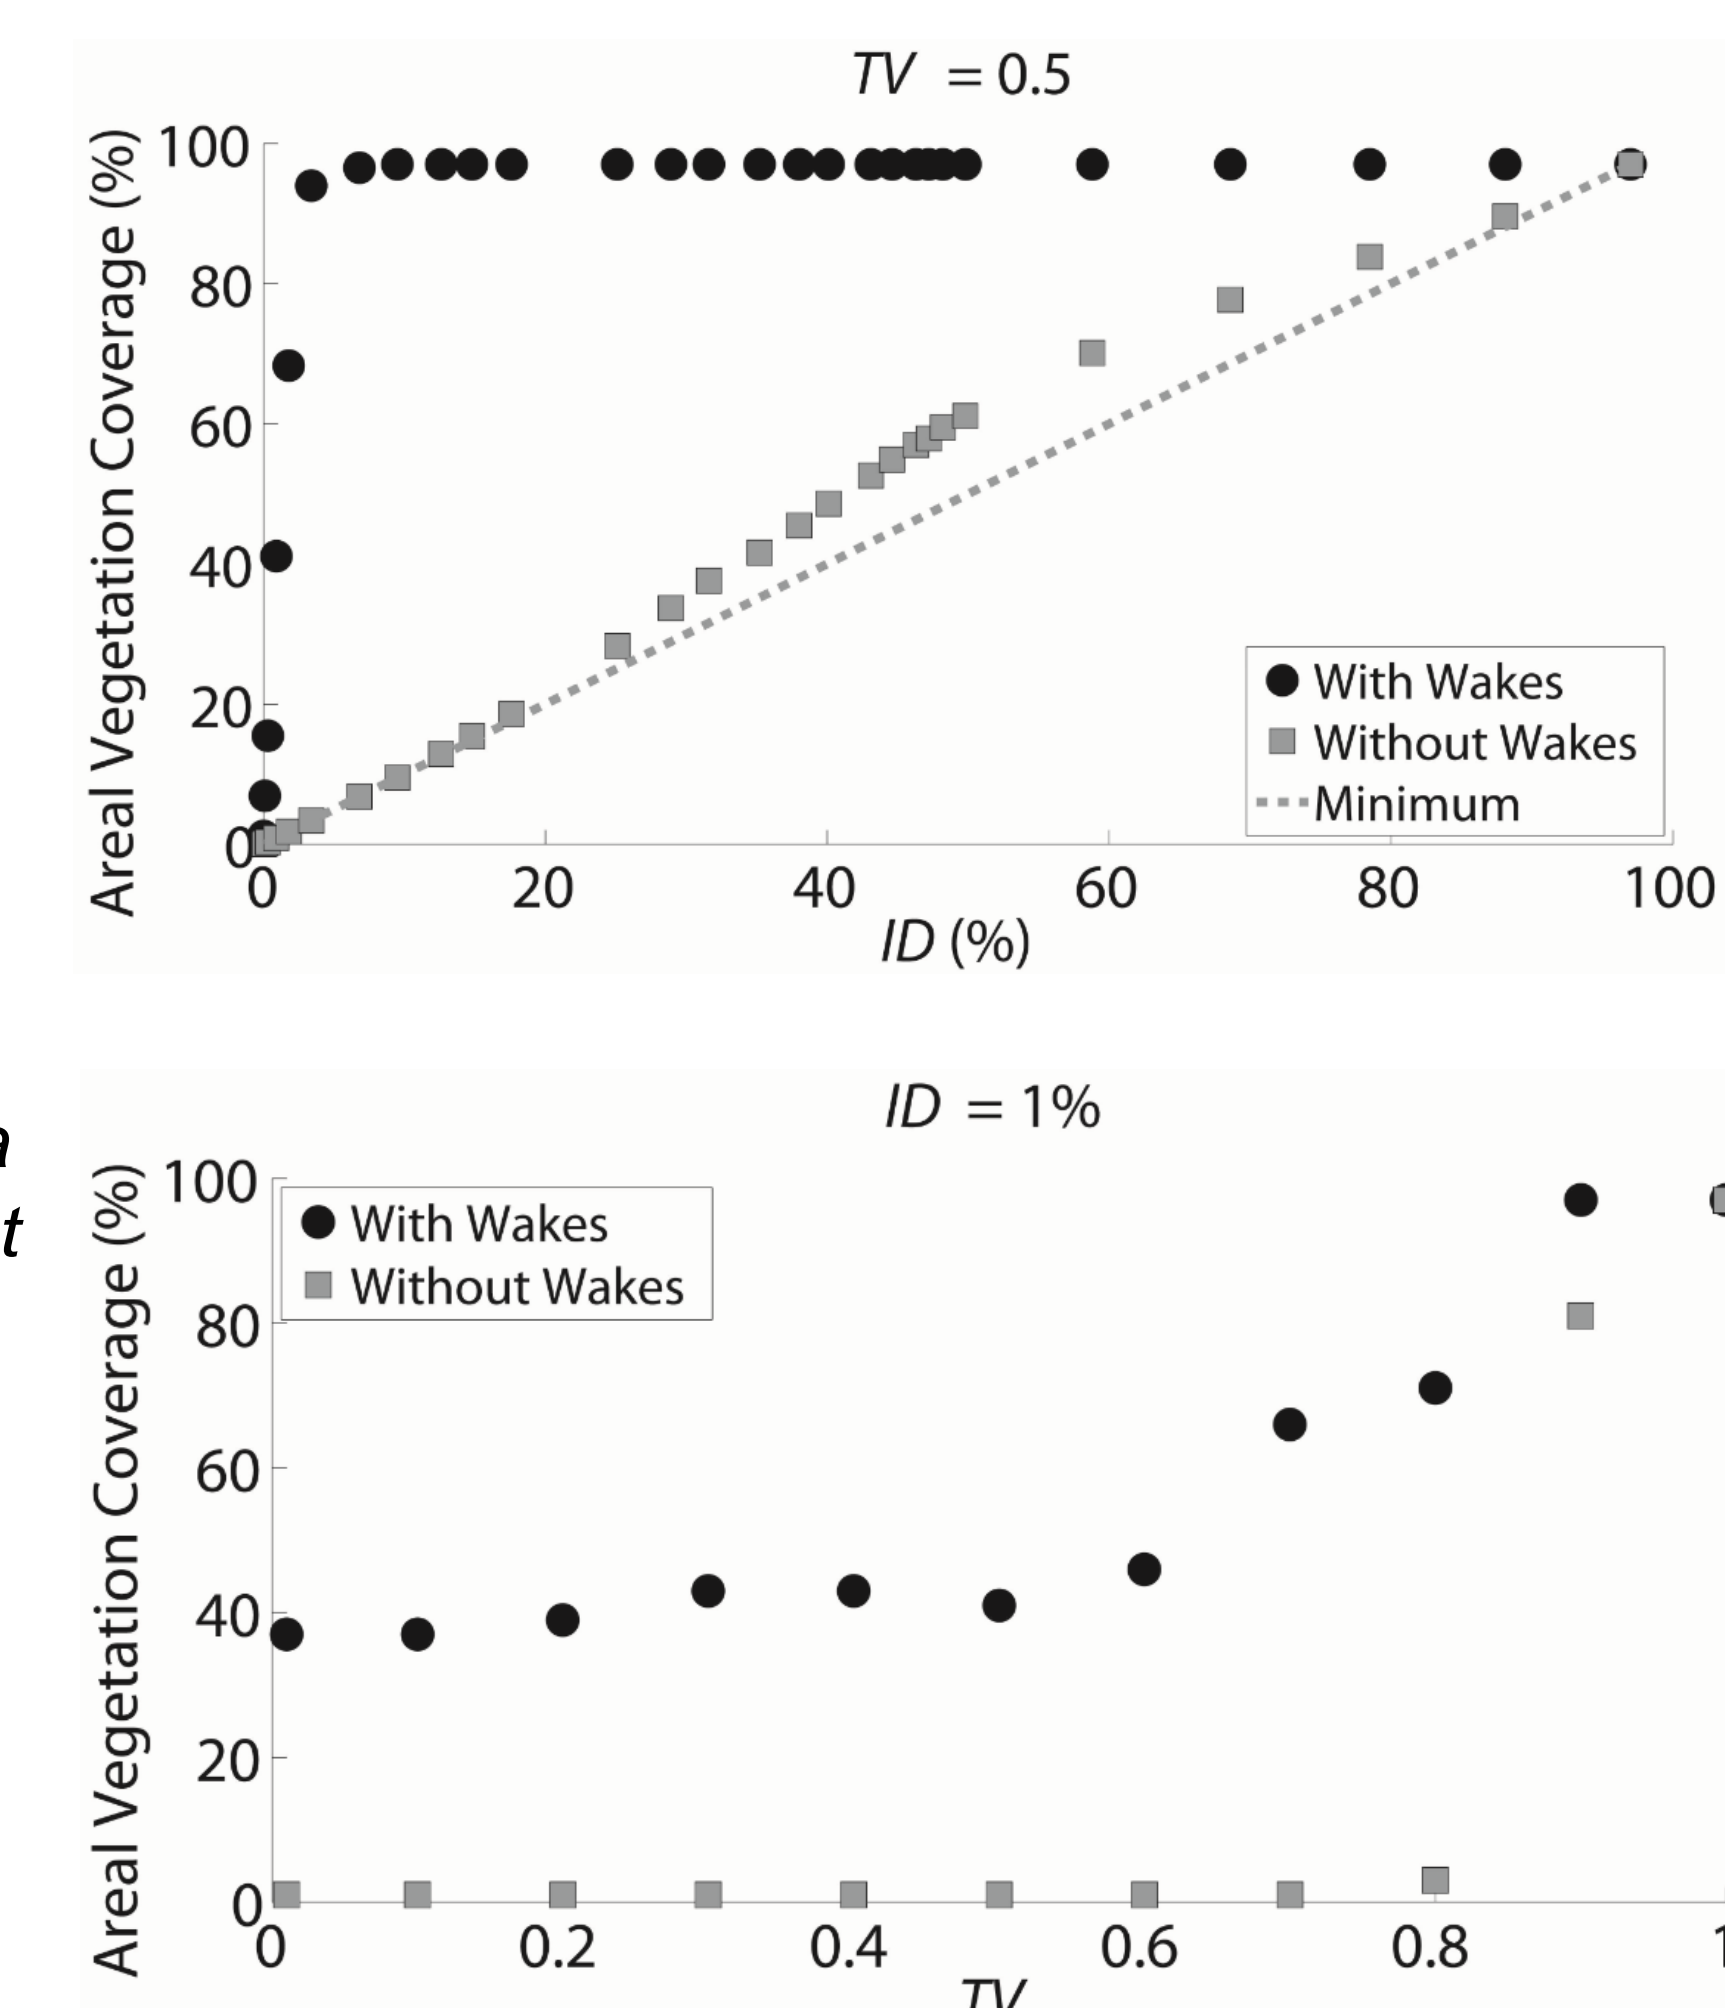 TV = 0.5
Areal Vegetation Coverage (%)
100
80
60
40
20
0
With Wakes
Without Wakes
Minimum
0 20 40 60 80 100
ID (%)
ID = 1%
a
t
Areal Vegetation Coverage (%)
100
80
60
40
20
0
With Wakes
Without Wakes
0 0.2 0.4 0.6 0.8 1
TV